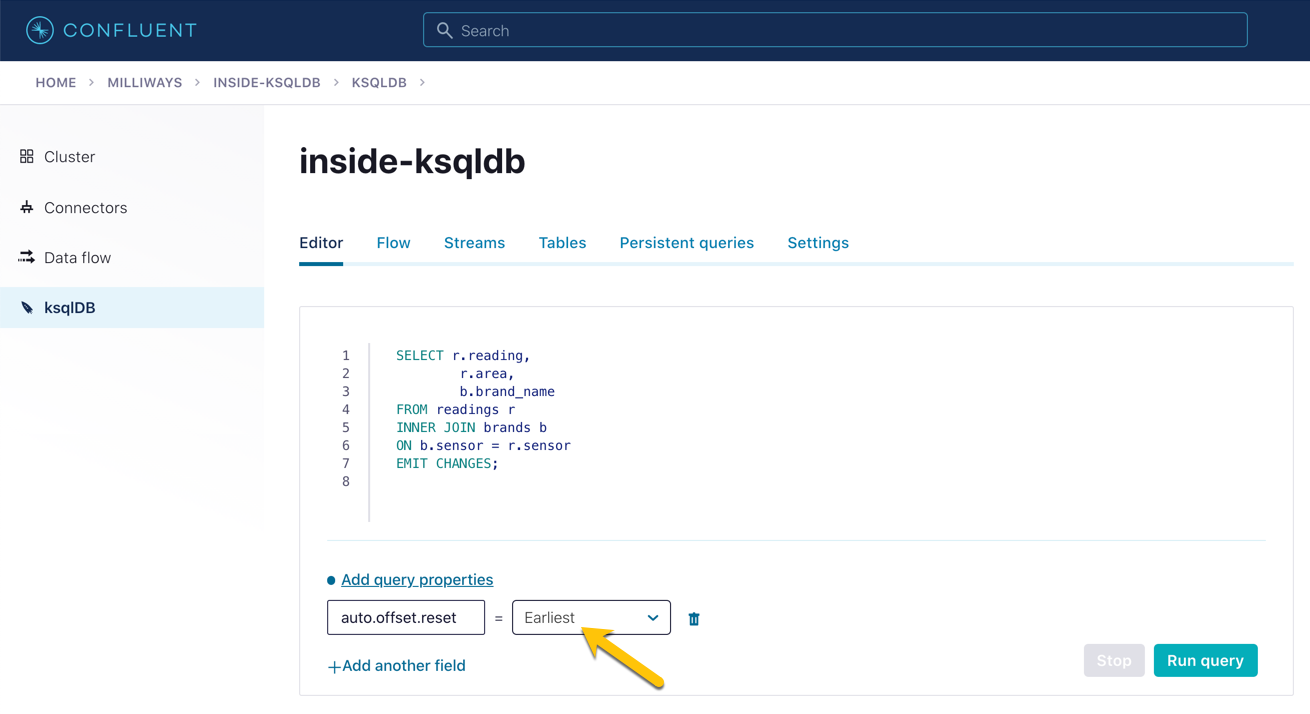 CONFLUENT
Search
HOME > MILLIWAYS > INSIDE-KSQLDB > KSQLDB >
Cluster
Connectors
Data flow
ksqlDB
inside-ksqldb
Editor Flow Streams Tables Persistent queries Settings
1 SELECT r.reading,
2 r.area,
3 b.brand_name
4 FROM readings r
5 INNER JOIN brands b
6 ON b.sensor = r.sensor
7 EMIT CHANGES;
8
Add query properties
auto.offset.reset = Earliest
+Add another field
Stop Run query